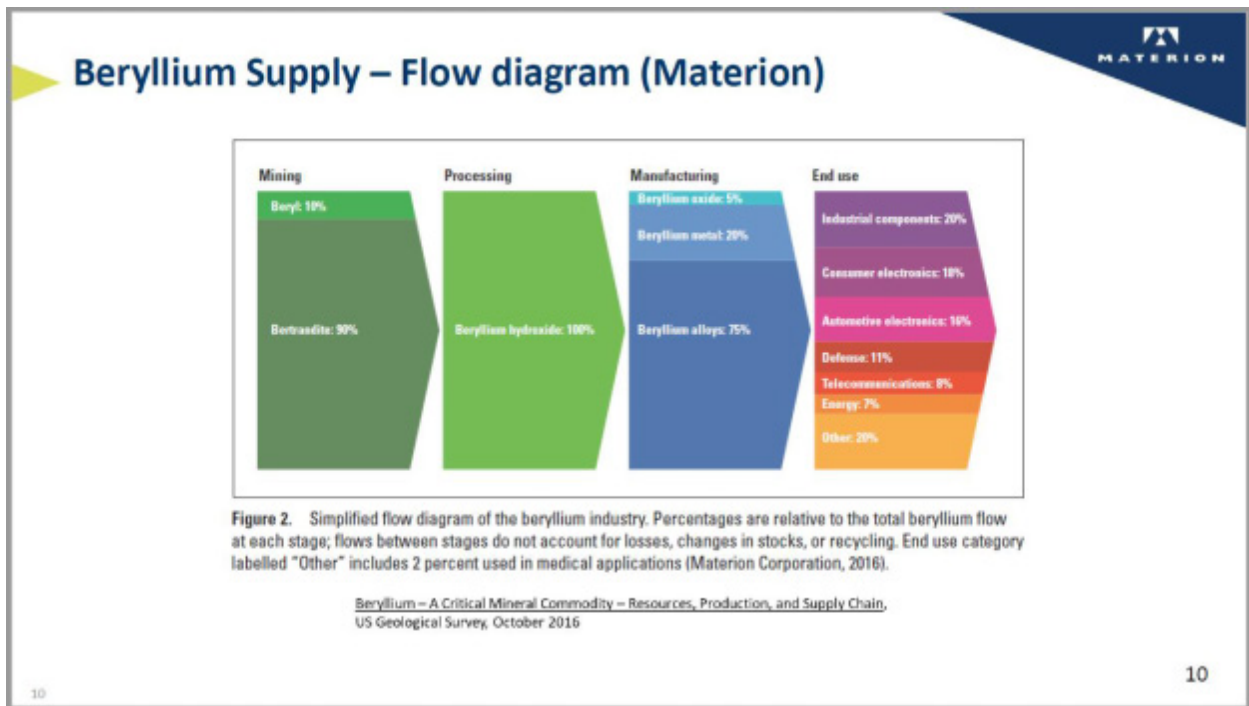 MATERION
Beryllium Supply – Flow diagram (Materion)
Mining
Processing
Manufacturing
End use
Beryl: 10%
Bertrandite: 90%
Beryllium hydroxide: 100%
Beryllium oxide: 5%
Beryllium metal: 20%
Beryllium alloys: 75%
Industrial components: 20%
Consumer electronics: 18%
Automotive electronics: 16%
Defense: 11%
Telecommunications: 8%
Energy: 7%
Other: 20%
Figure 2. Simplified flow diagram of the beryllium industry. Percentages are relative to the total beryllium flow
at each stage; flows between stages do not account for losses, changes in stocks, or recycling. End use category
labelled "Other" includes 2 percent used in medical applications (Materion Corporation, 2016).
Beryllium – A Critical Mineral Commodity – Resources, Production, and Supply Chain,
US Geological Survey, October 2016
10
10